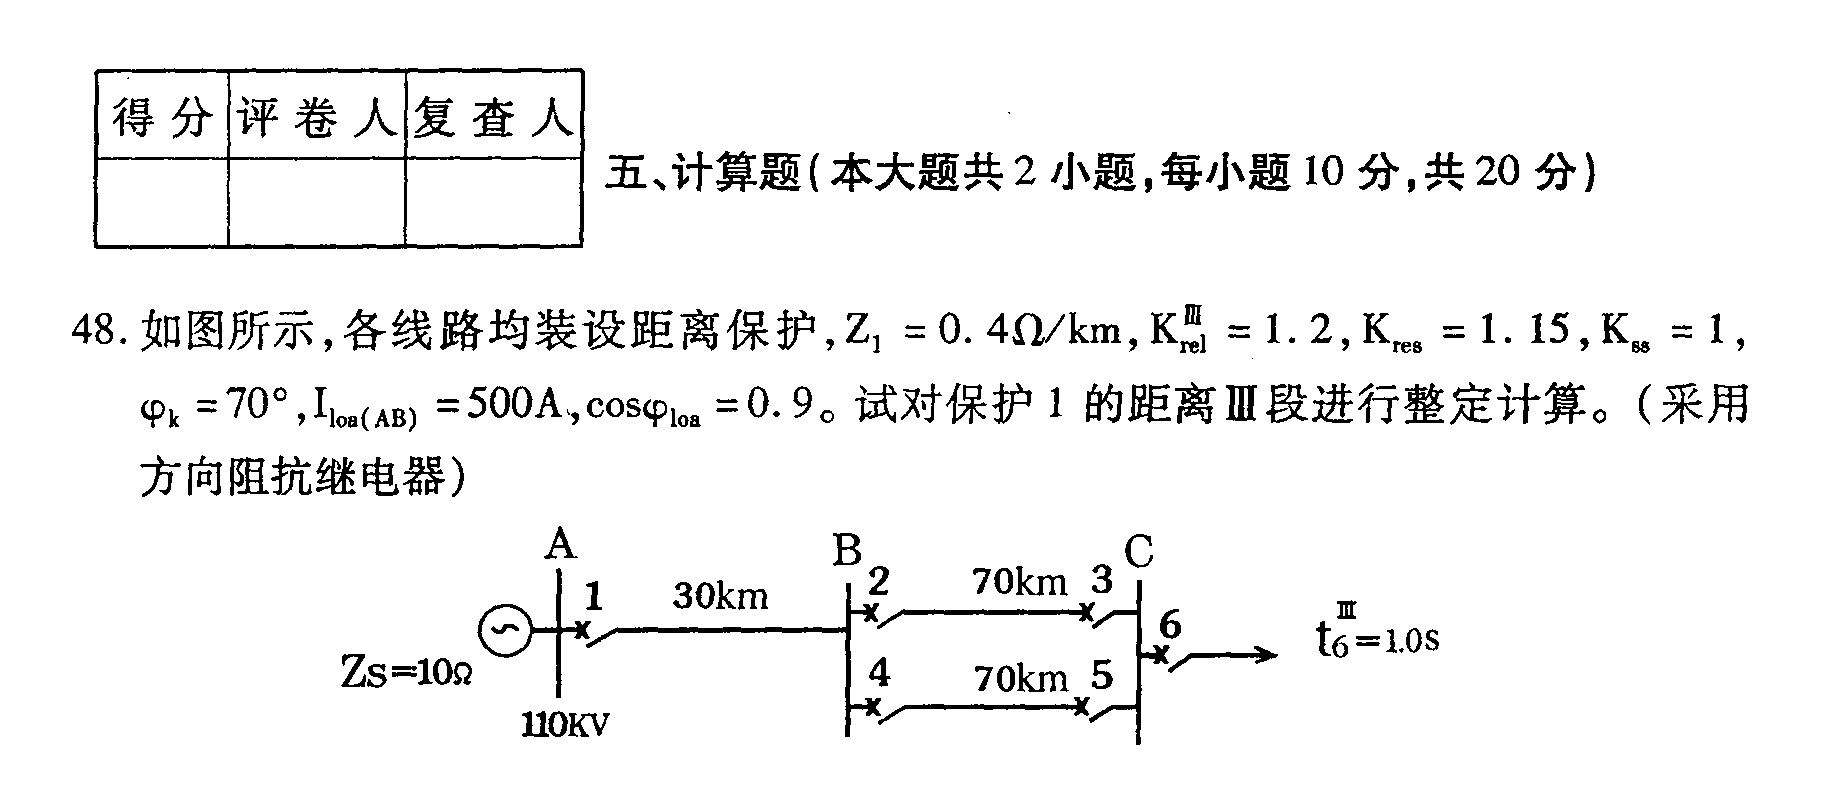 得分 评卷人 复查人
五、计算题(本大题共2小题,每小题10分,共20分)
48. 如图所示,各线路均装设距离保护,Z₁ = 0.4Ω/km, K_rel^Ⅲ = 1.2, K_res = 1.15, K_ss = 1,
φ_k = 70°, I_loa(AB) = 500A, cosφ_loa = 0.9。试对保护1的距离Ⅲ段进行整定计算。(采用
方向阻抗继电器)
A B C
1 30km 2 70km 3
6 t_6^Ⅲ=1.0S
Zs=10Ω 4 70km 5
110KV